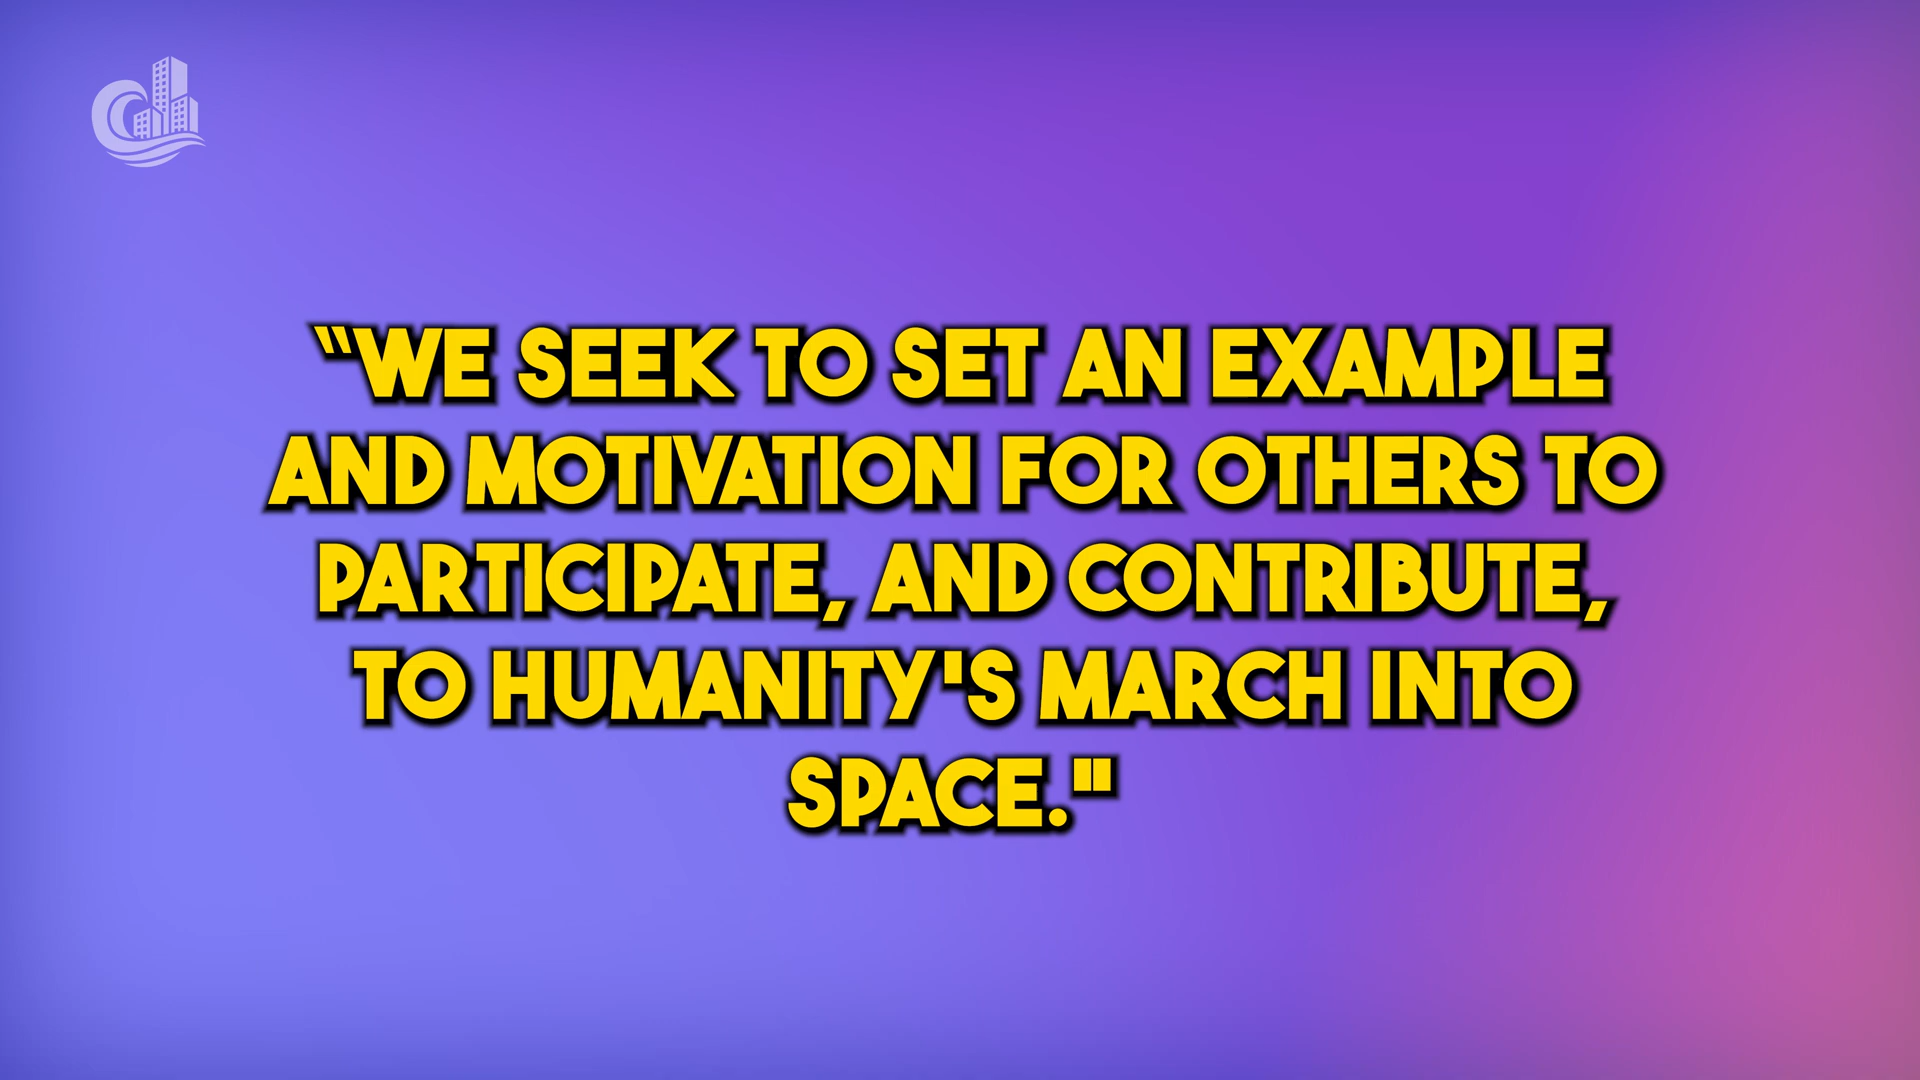 “WE SEEK TO SET AN EXAMPLE
AND MOTIVATION FOR OTHERS TO
PARTICIPATE, AND CONTRIBUTE,
TO HUMANITY'S MARCH INTO
SPACE."